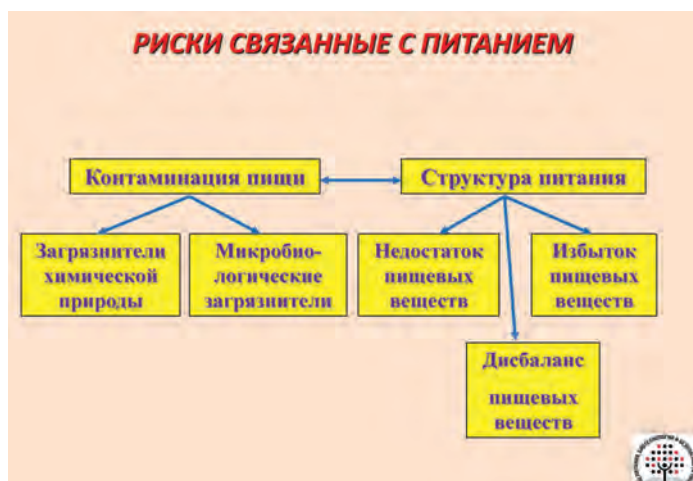 РИСКИ СВЯЗАННЫЕ С ПИТАНИЕМ
Контаминация пищи
Структура питания
Загрязнители
химической
природы
Микробио-
логические
загрязнители
Недостаток
пищевых
веществ
Избыток
пищевых
веществ
Дисбаланс
пищевых
веществ